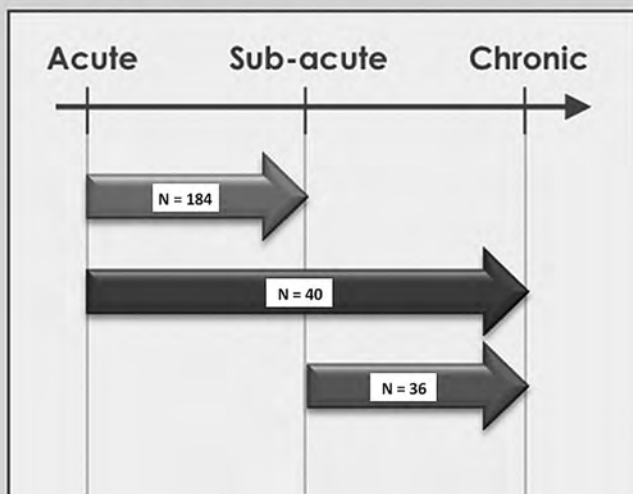 Acute Sub-acute Chronic
N = 184
N = 40
N = 36